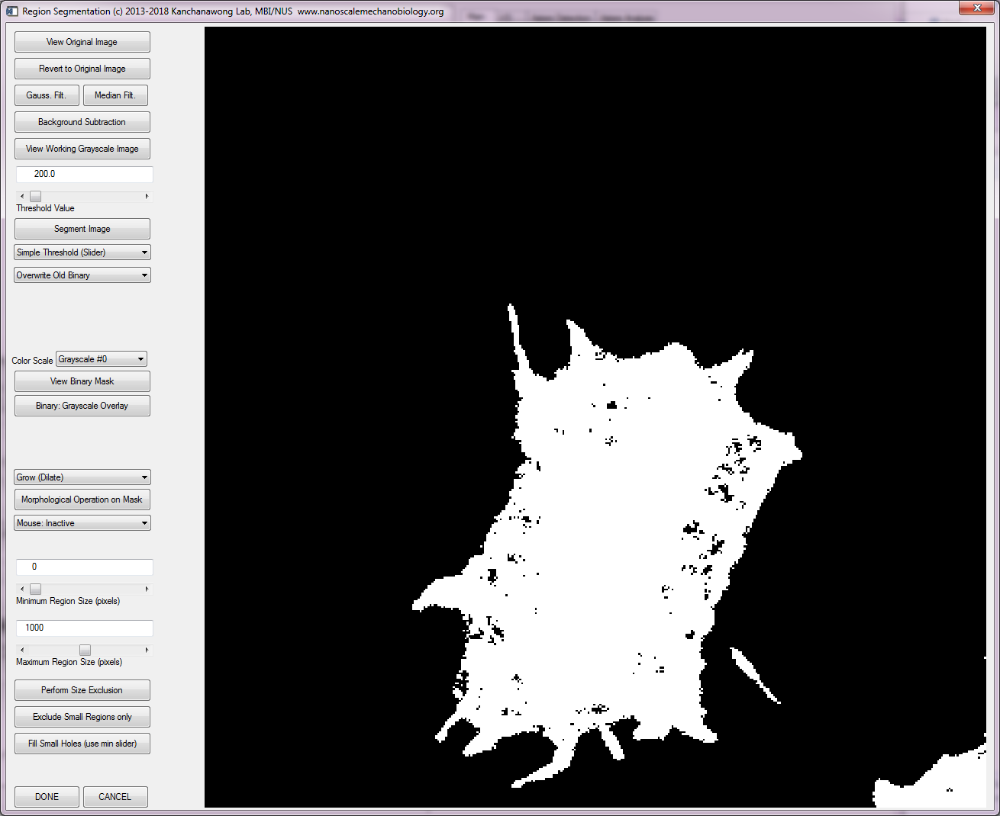 Region Segmentation (c) 2013-2018 Kanchanawong Lab, MBI/NUS  www.nanoscalemechanobiology.org
View Original Image
Revert to Original Image
Gauss. Filt. Median Filt.
Background Subtraction
View Working Grayscale Image
200.0
Threshold Value
Segment Image
Simple Threshold (Slider)
Overwrite Old Binary
Color Scale Grayscale #0
View Binary Mask
Binary: Grayscale Overlay
Grow (Dilate)
Morphological Operation on Mask
Mouse: Inactive
0
Minimum Region Size (pixels)
1000
Maximum Region Size (pixels)
Perform Size Exclusion
Exclude Small Regions only
Fill Small Holes (use min slider)
DONE CANCEL